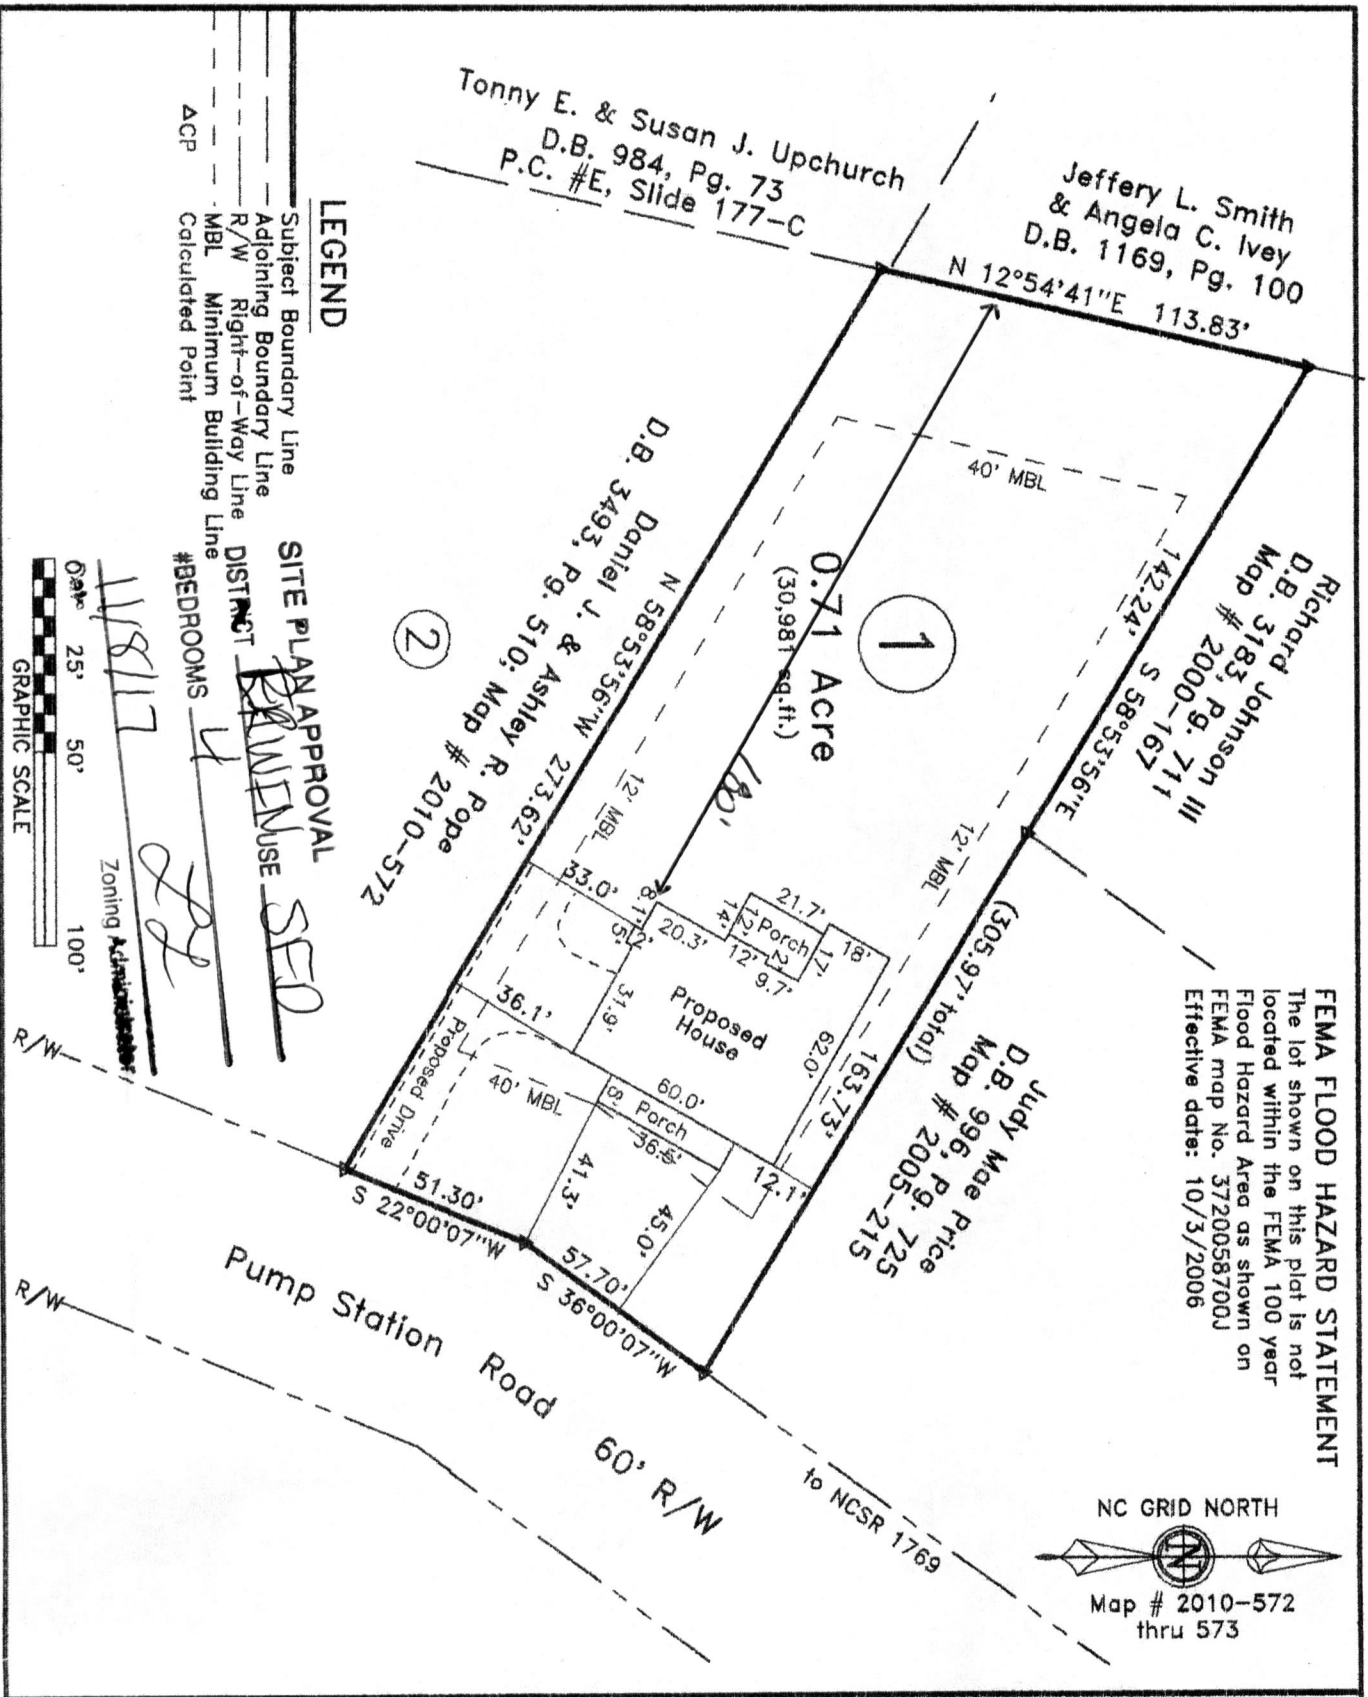 Tonny E. & Susan J. Upchurch
D.B. 984, Pg. 73
P.C. #E, Slide 177-C
Jeffery L. Smith
& Angela C. Ivey
D.B. 1169, Pg. 100
N 12°54'41"E 113.83'
Richard Johnson III
D.B. 3183, Pg. 711
Map # 2000-167
142.24' S 58°53'56"E
(305.97' total)
163.73'
Judy Mae Price
D.B. 996, Pg. 725
Map # 2005-215
FEMA FLOOD HAZARD STATEMENT
The lot shown on this plat is not
located within the FEMA 100 year
Flood Hazard Area as shown on
FEMA map No. 3720058700J
Effective date: 10/3/2006
NC GRID NORTH
N
Map # 2010-572
thru 573
40' MBL
12' MBL
1
0.71 Acre
(30,981 sq.ft.)
180'
12' MBL
N 58°53'56"W 273.62'
Daniel J. & Ashley R. Pope
D.B. 3493, Pg. 510; Map # 2010-572
2
33.0'
8.1'
5'
2'
20.3'
14'
12'
21.7'
Porch
12'
2'
9.7'
17'
18'
62.0'
Proposed
House
31.9'
36.1'
60.0'
8'
Porch
12.1'
40' MBL
Proposed Drive
41.3'
45.0'
51.30'
S 22°00'07"W
57.70'
S 36°00'07"W
Pump Station Road 60' R/W
to NCSR 1769
R/W
R/W
LEGEND
Subject Boundary Line
Adjoining Boundary Line
R/W Right-of-Way Line
MBL Minimum Building Line
ΔCP Calculated Point
SITE PLAN APPROVAL
DISTRICT USE SFD
#BEDROOMS 4
11/8/17
Zoning Administrator
25' 50' 100'
GRAPHIC SCALE